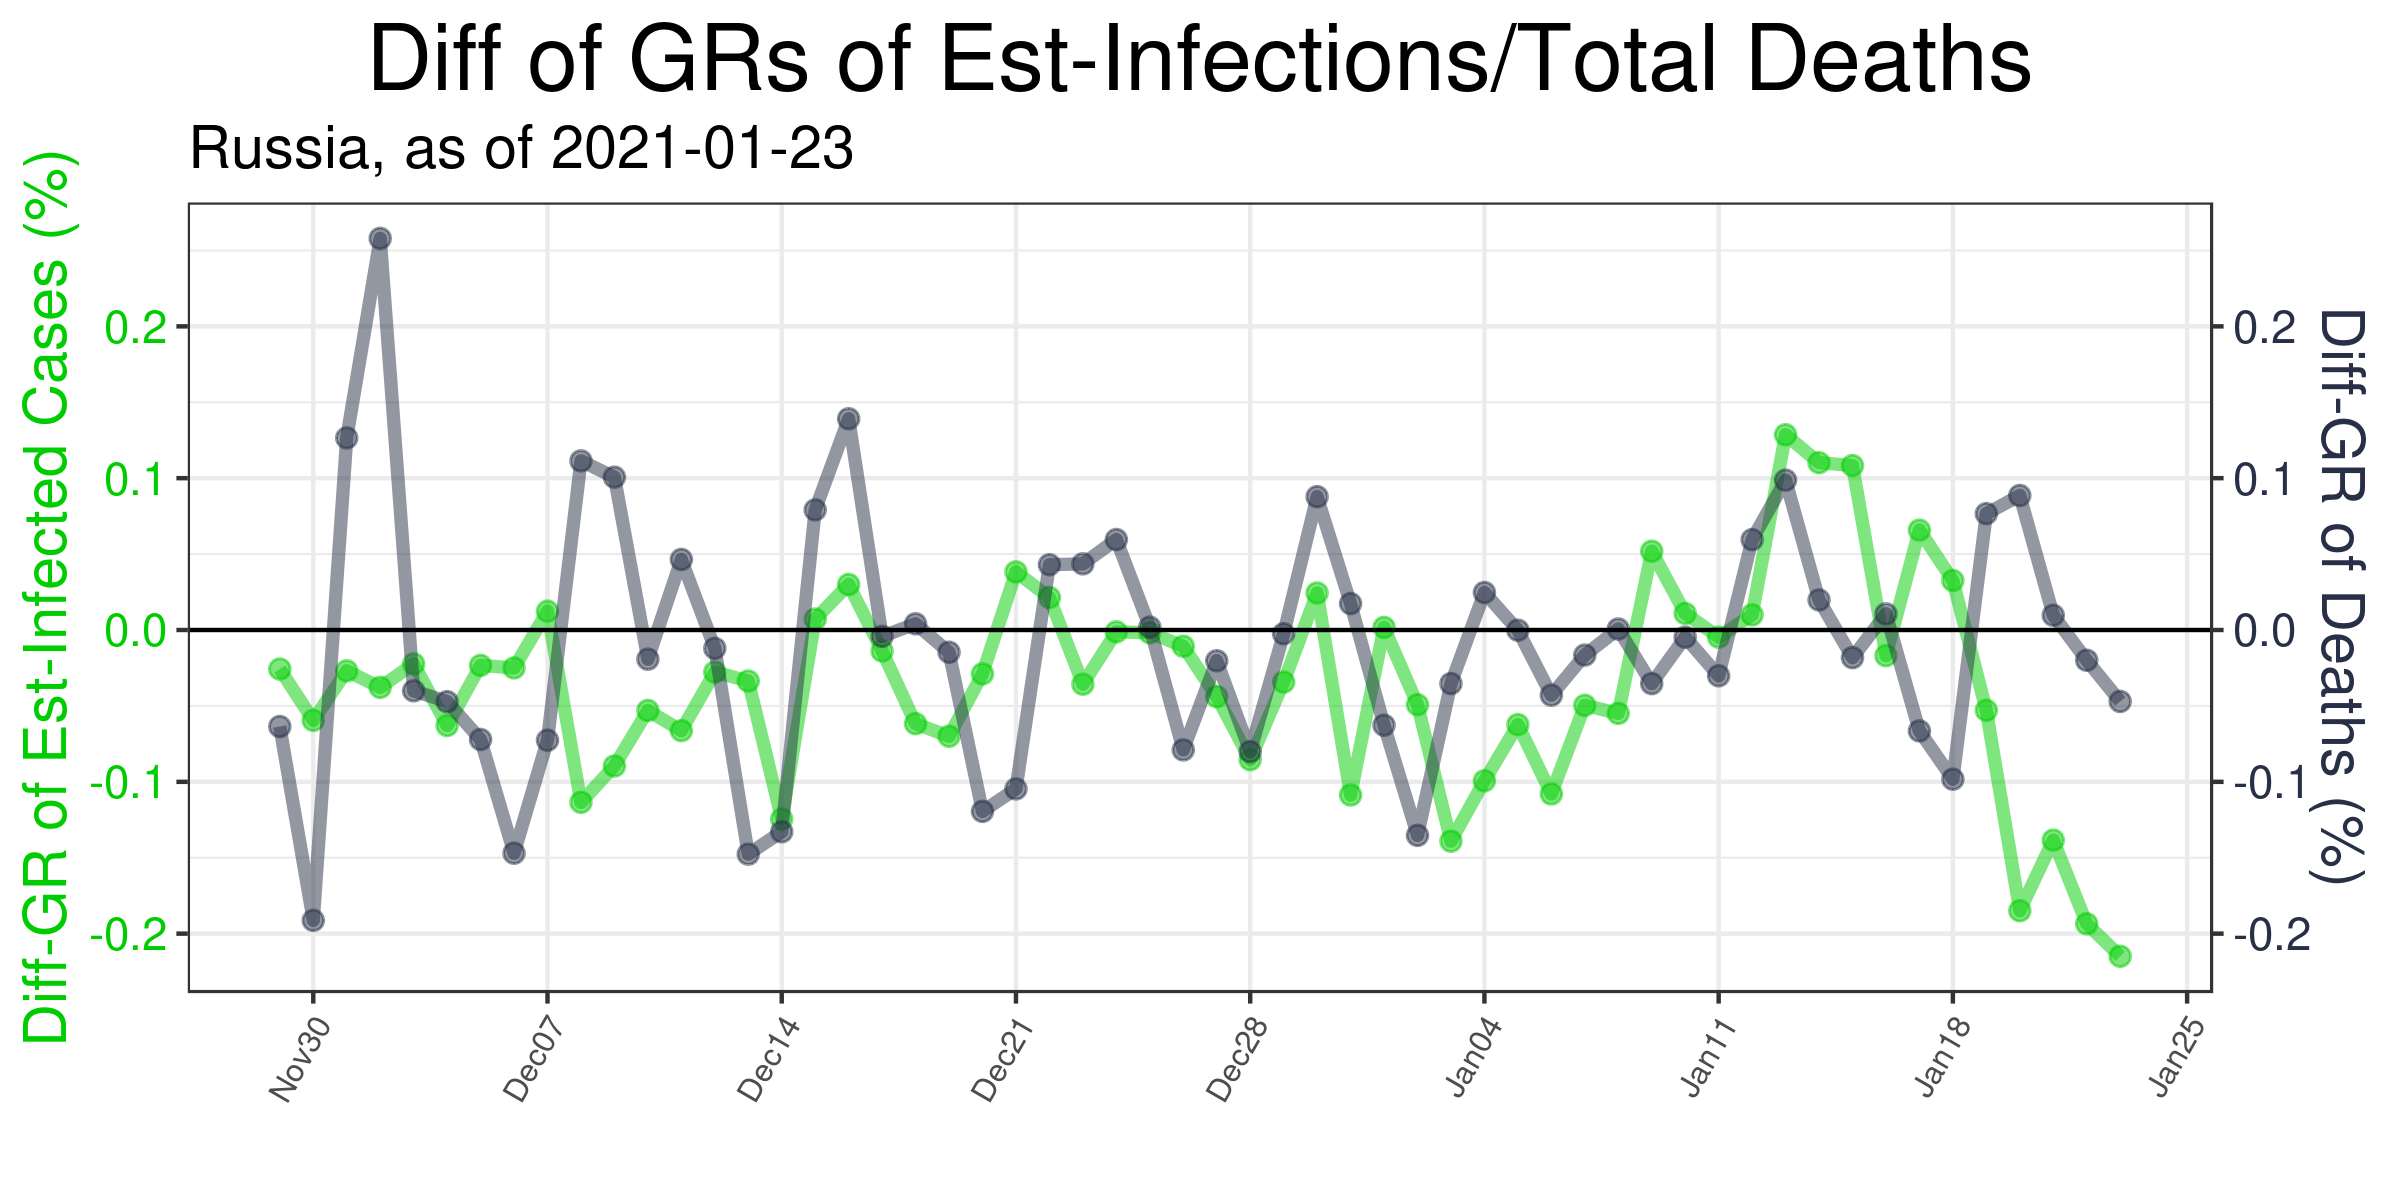 Diff of GRs of Est-Infections/Total Deaths
Russia, as of 2021-01-23
Diff-GR of Est-Infected Cases (%)
0.2
0.1
0.0
-0.1
-0.2
0.2
0.1
0.0
-0.1
-0.2
Diff-GR of Deaths (%)
Nov30
Dec07
Dec14
Dec21
Dec28
Jan04
Jan11
Jan18
Jan25